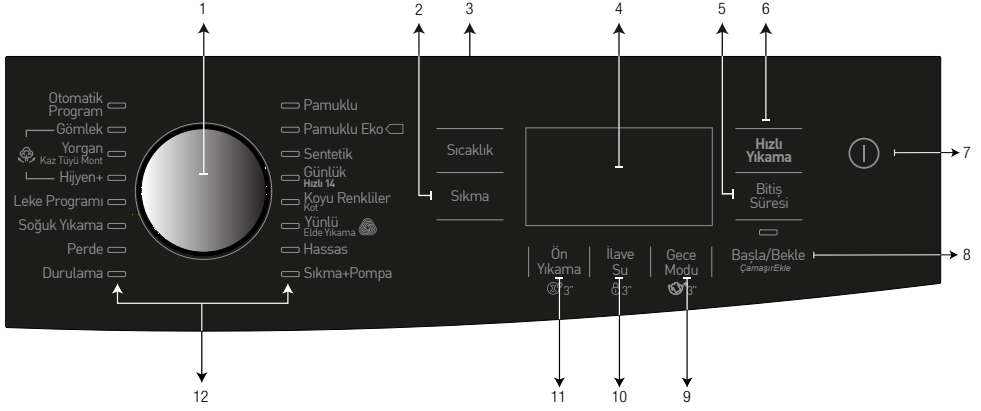 1
2
3
4
5
6
Otomatik
Program
Gömlek
Yorgan
Kaz Tüyü Mont
Hijyen+
Leke Programı
Soğuk Yıkama
Perde
Durulama
Pamuklu
Pamuklu Eko
Sentetik
Günlük
Hızlı 14
Koyu Renkliler
Kot
Yünlü
Elde Yıkama
Hassas
Sıkma+Pompa
Sıcaklık
Sıkma
Hızlı
Yıkama
Bitiş
Süresi
7
Ön
Yıkama
3"
İlave
Su
3"
Gece
Modu
3"
Başla/Bekle
ÇamaşırEkle
8
12
11
10
9